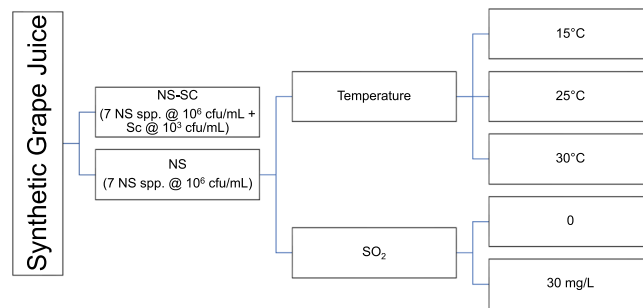 Synthetic Grape Juice
NS-SC
(7 NS spp. @ 10⁶ cfu/mL +
Sc @ 10³ cfu/mL)
NS
(7 NS spp. @ 10⁶ cfu/mL)
Temperature
15°C
25°C
30°C
SO₂
0
30 mg/L